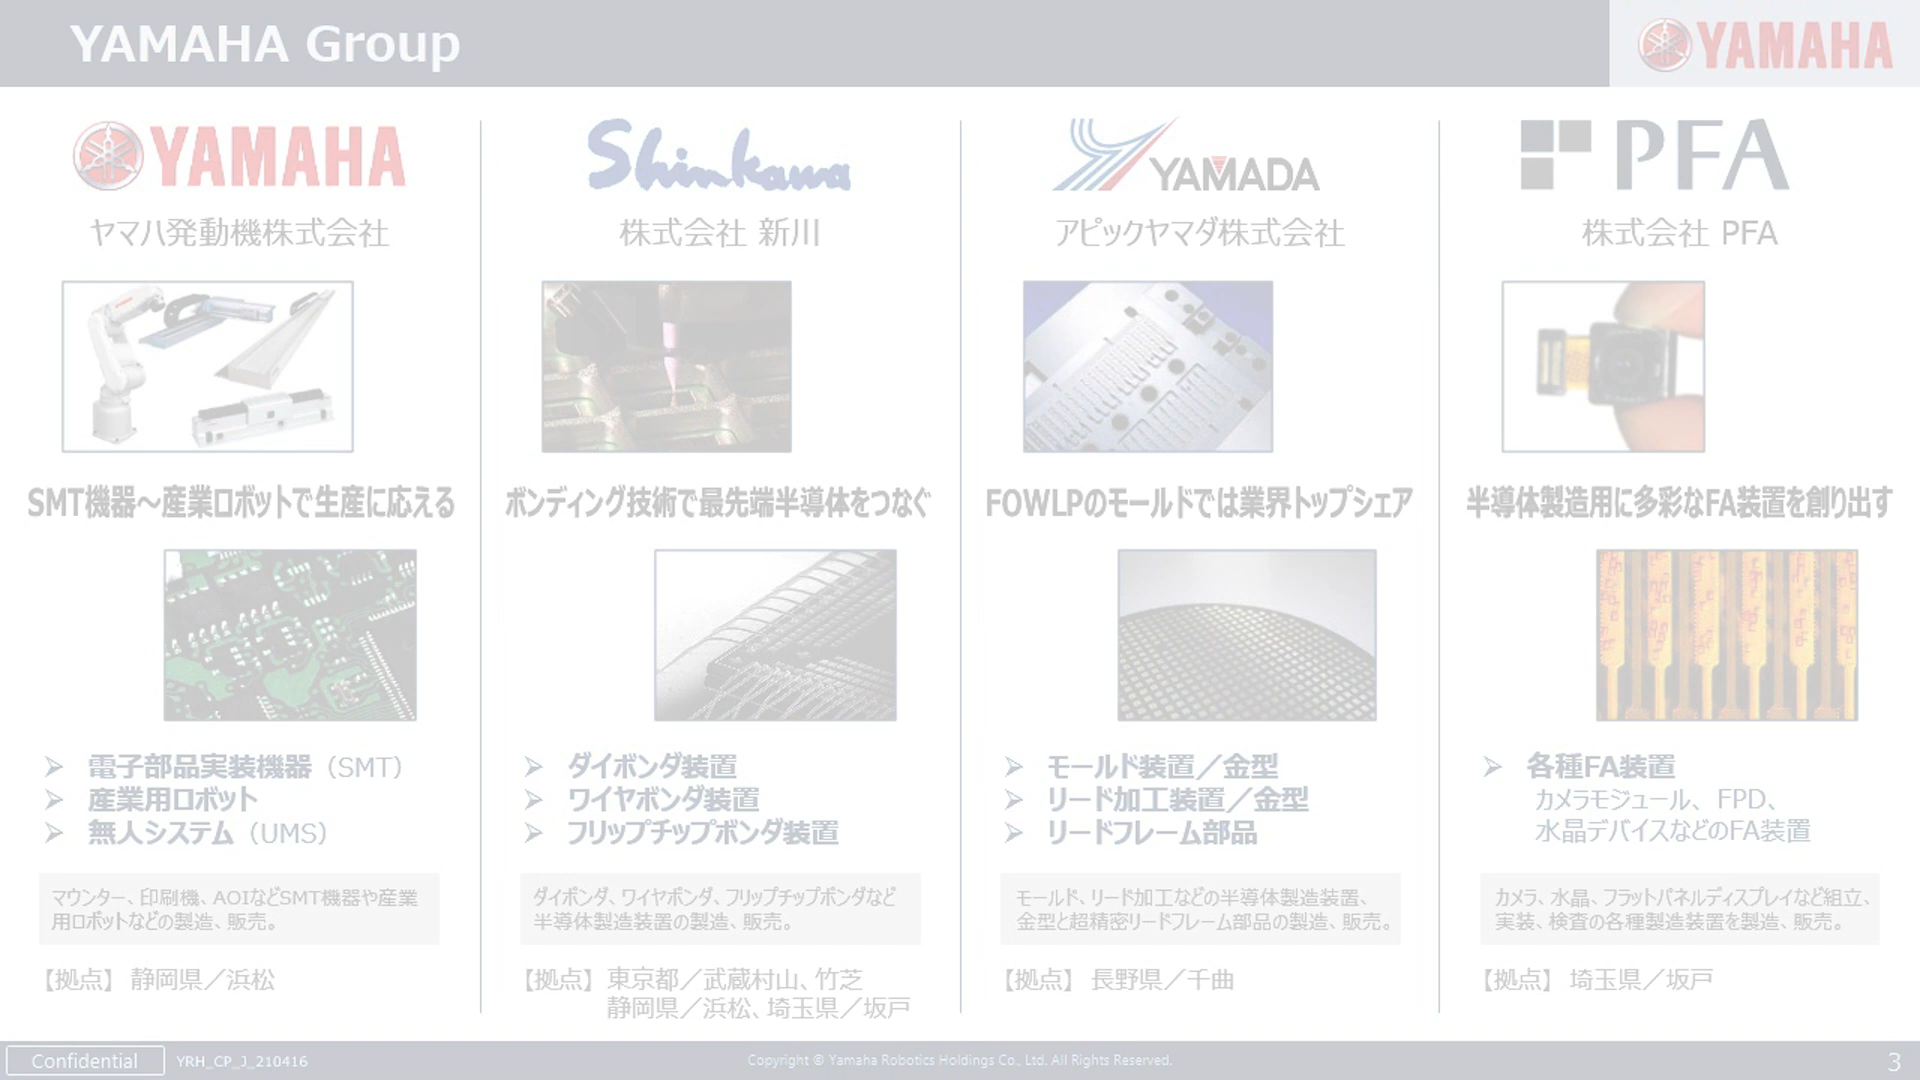 YAMAHA Group
YAMAHA
YAMAHA
ヤマハ発動機株式会社
SMT機器～産業ロボットで生産に応える
➢ 電子部品実装機器（SMT）
➢ 産業用ロボット
➢ 無人システム（UMS）
マウンター、印刷機、AOIなどSMT機器や産業
用ロボットなどの製造、販売。
【拠点】 静岡県／浜松
Shinkawa
株式会社 新川
ボンディング技術で最先端半導体をつなぐ
➢ ダイボンダ装置
➢ ワイヤボンダ装置
➢ フリップチップボンダ装置
ダイボンダ、ワイヤボンダ、フリップチップボンダなど
半導体製造装置の製造、販売。
【拠点】 東京都／武蔵村山、竹芝
静岡県／浜松、埼玉県／坂戸
YAMADA
アピックヤマダ株式会社
FOWLPのモールドでは業界トップシェア
➢ モールド装置／金型
➢ リード加工装置／金型
➢ リードフレーム部品
モールド、リード加工などの半導体製造装置、
金型と超精密リードフレーム部品の製造、販売。
【拠点】 長野県／千曲
PFA
株式会社 PFA
半導体製造用に多彩なFA装置を創り出す
➢ 各種FA装置
カメラモジュール、FPD、
水晶デバイスなどのFA装置
カメラ、水晶、フラットパネルディスプレイなど組立、
実装、検査の各種製造装置を製造、販売。
【拠点】 埼玉県／坂戸
Confidential
YRH_CP_J_210416
Copyright © Yamaha Robotics Holdings Co., Ltd. All Rights Reserved.
3